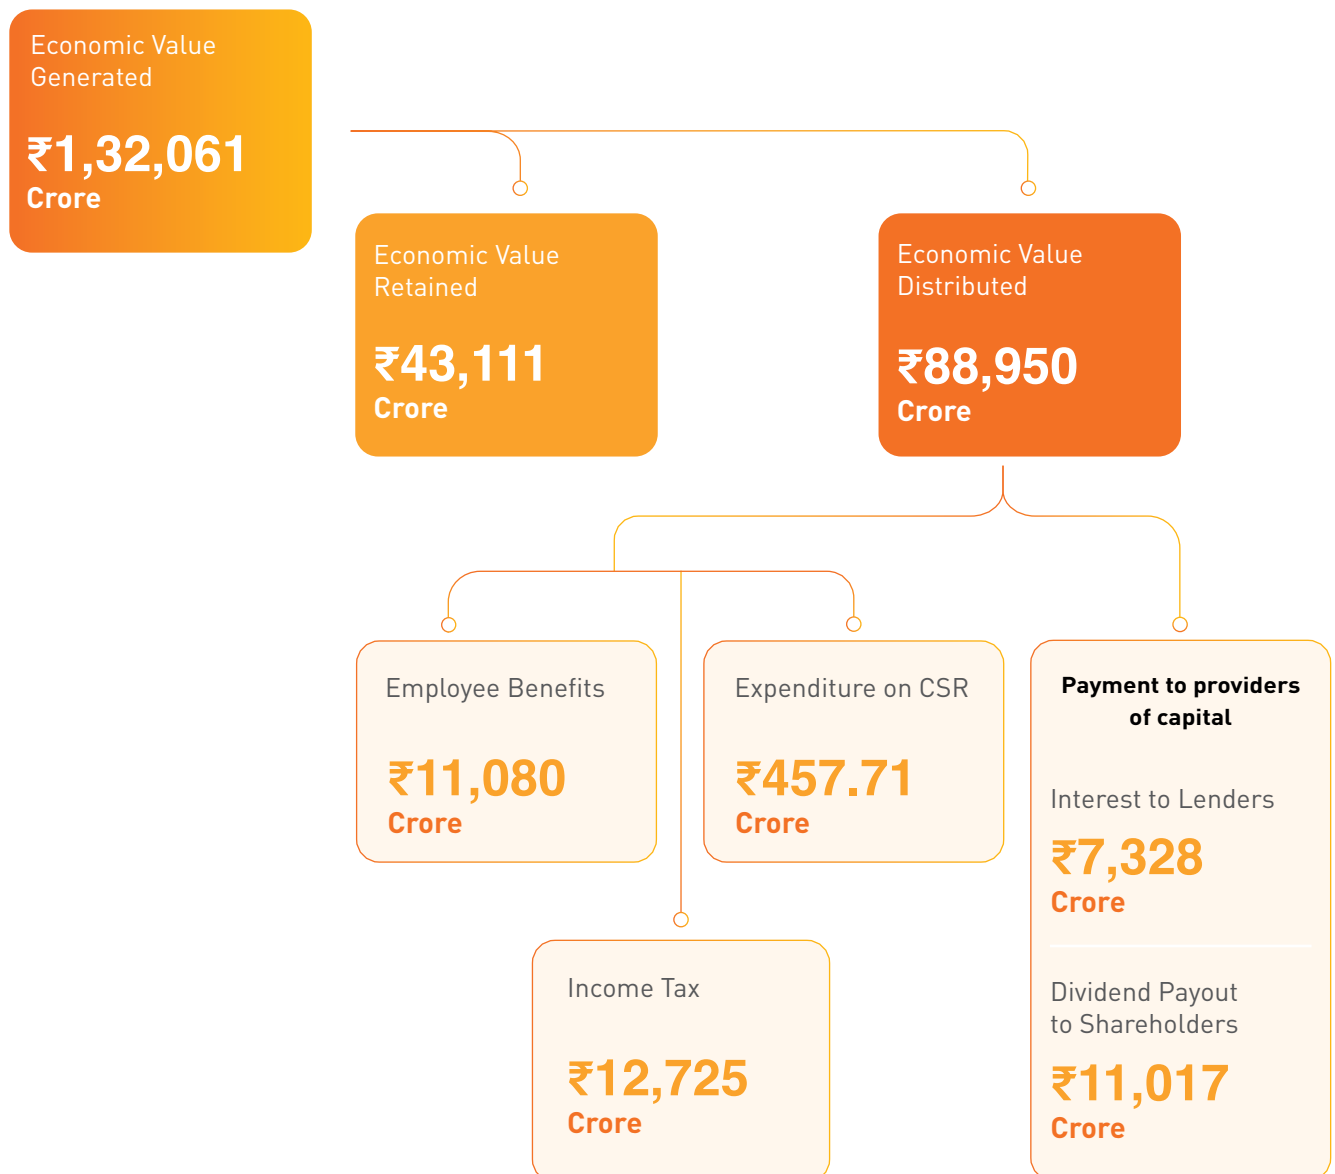 Economic Value
Generated
₹1,32,061
Crore
Economic Value
Retained
₹43,111
Crore
Economic Value
Distributed
₹88,950
Crore
Employee Benefits
₹11,080
Crore
Expenditure on CSR
₹457.71
Crore
Payment to providers
of capital
Interest to Lenders
₹7,328
Crore
Dividend Payout
to Shareholders
₹11,017
Crore
Income Tax
₹12,725
Crore